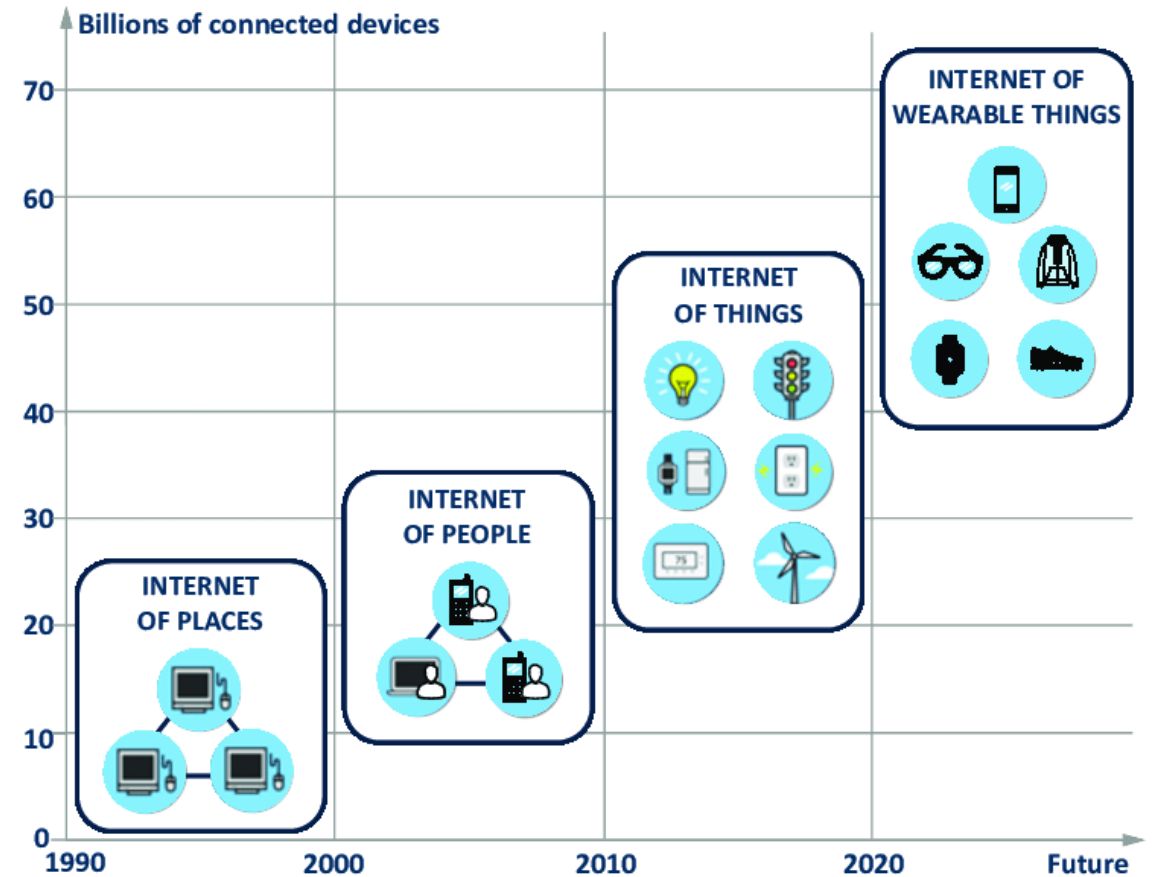 Billions of connected devices
70
60
50
40
30
20
10
0
INTERNET OF
WEARABLE THINGS
INTERNET
OF THINGS
75
INTERNET
OF PEOPLE
INTERNET
OF PLACES
1990
2000
2010
2020
Future